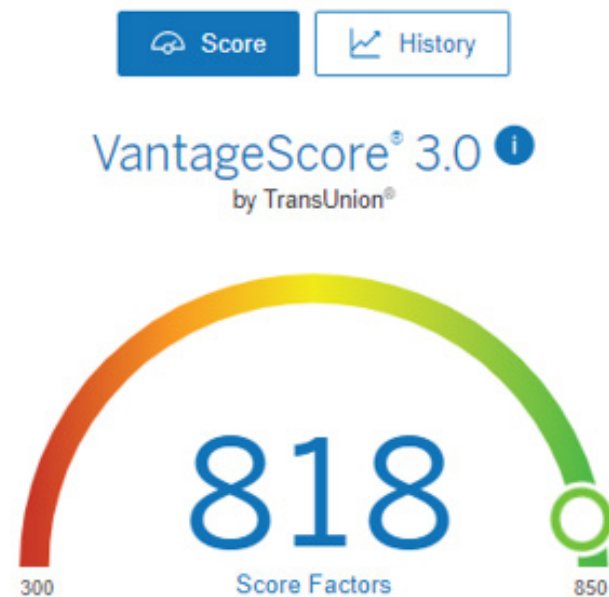 Score History
VantageScore® 3.0 i
by TransUnion®
818
300 Score Factors 850